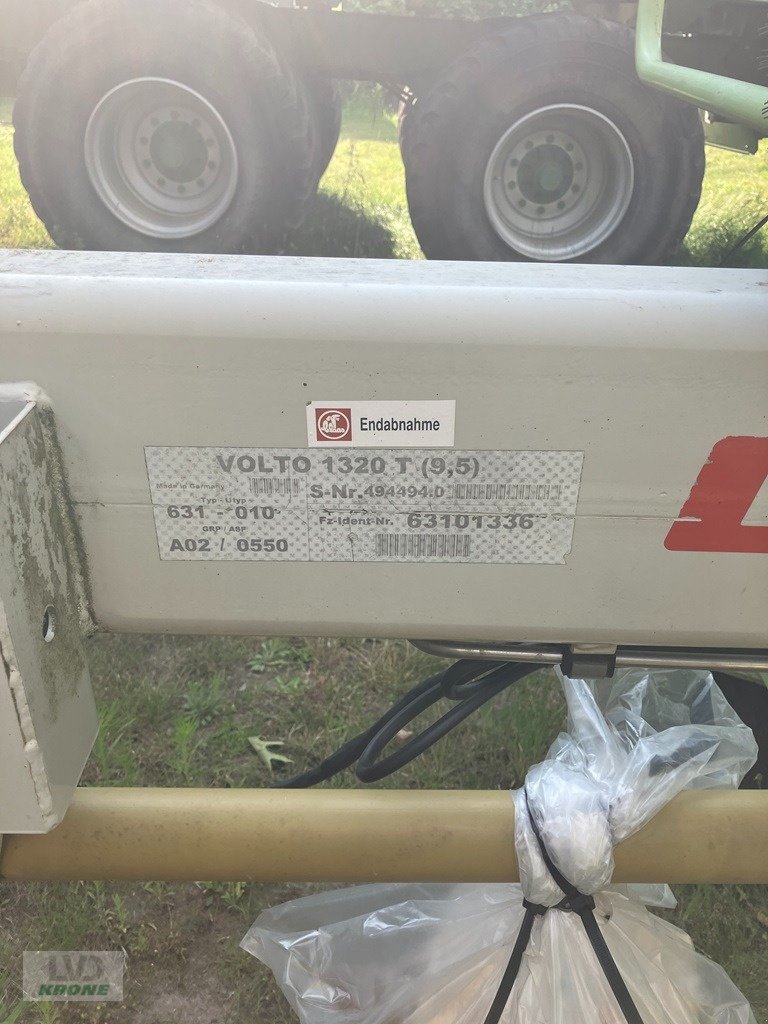 Endabnahme
VOLTO 1320 T (9,5)
Made in Germany
S-Nr. 494494.0
Typ - Utyp
631 - 010
Fz-Ident-Nr. 63101336
GRP / ASF
A02 / 0550
LVD
KRONE